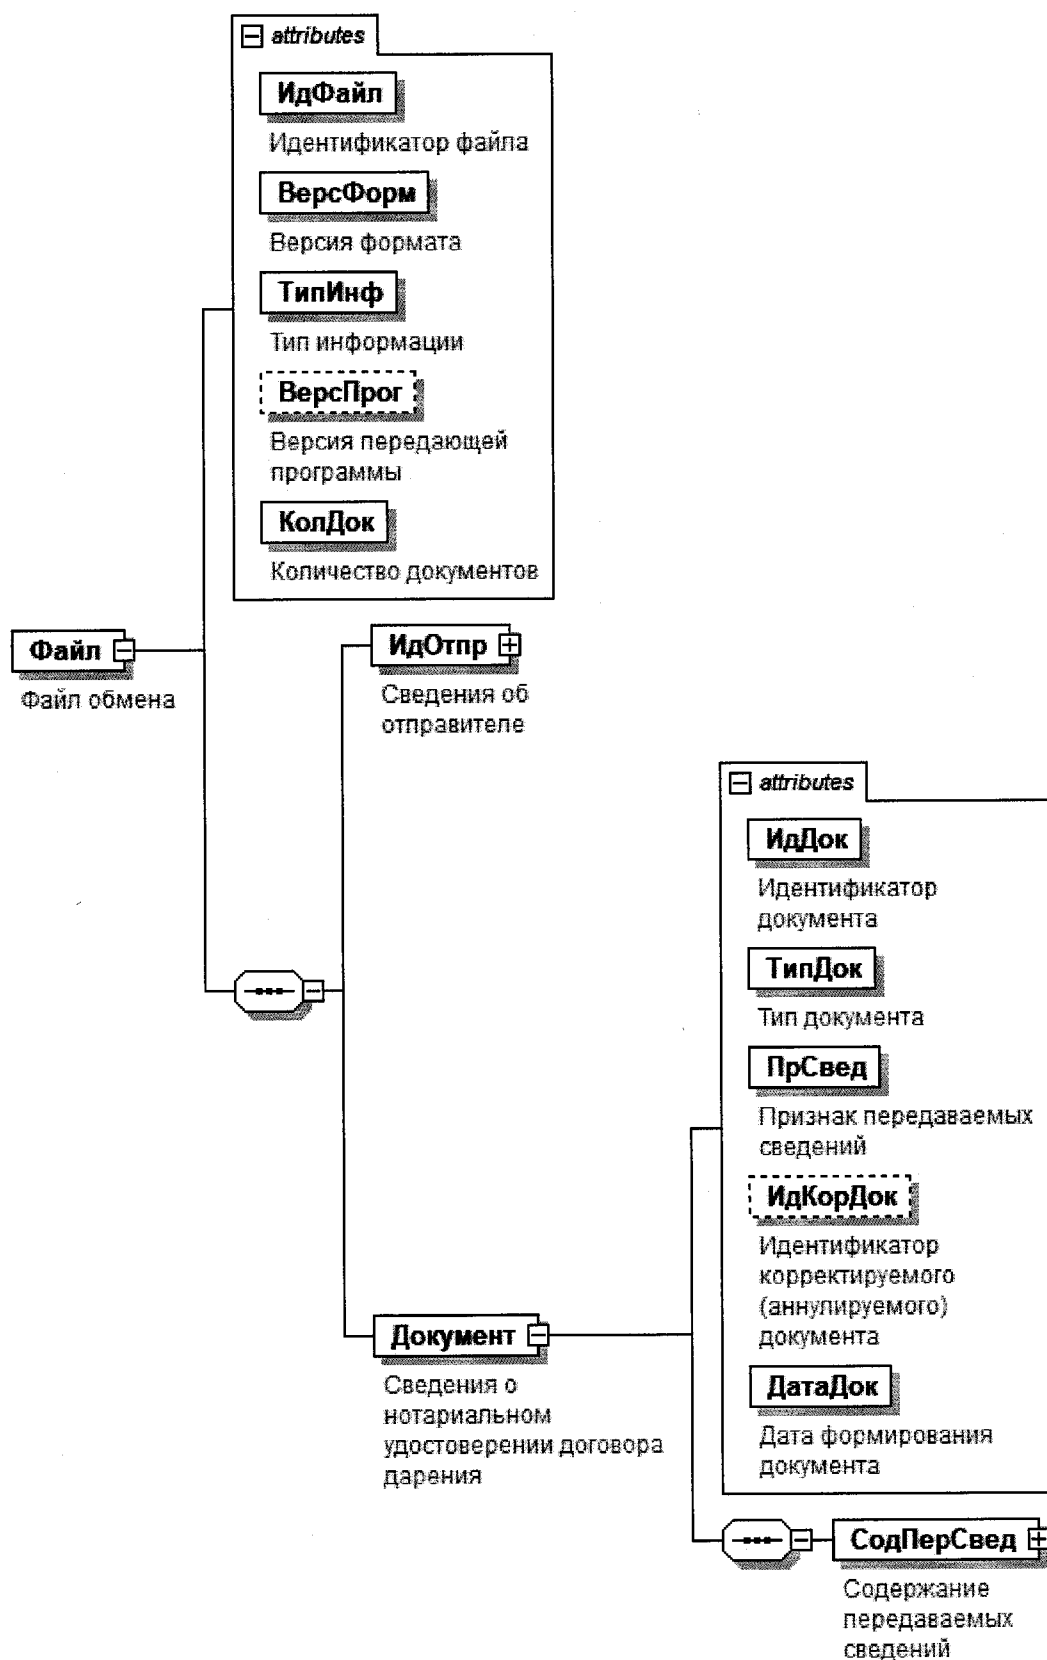 attributes
ИдФайл
Идентификатор файла
ВерсФорм
Версия формата
ТипИнф
Тип информации
ВерсПрог
Версия передающей
программы
КолДок
Количество документов
Файл
Файл обмена
ИдОтпр
Сведения об
отправителе
attributes
ИдДок
Идентификатор
документа
ТипДок
Тип документа
ПрСвед
Признак передаваемых
сведений
ИдКорДок
Идентификатор
корректируемого
(аннулируемого)
документа
ДатаДок
Дата формирования
документа
Документ
Сведения о
нотариальном
удостоверении договора
дарения
СодПерСвед
Содержание
передаваемых
сведений